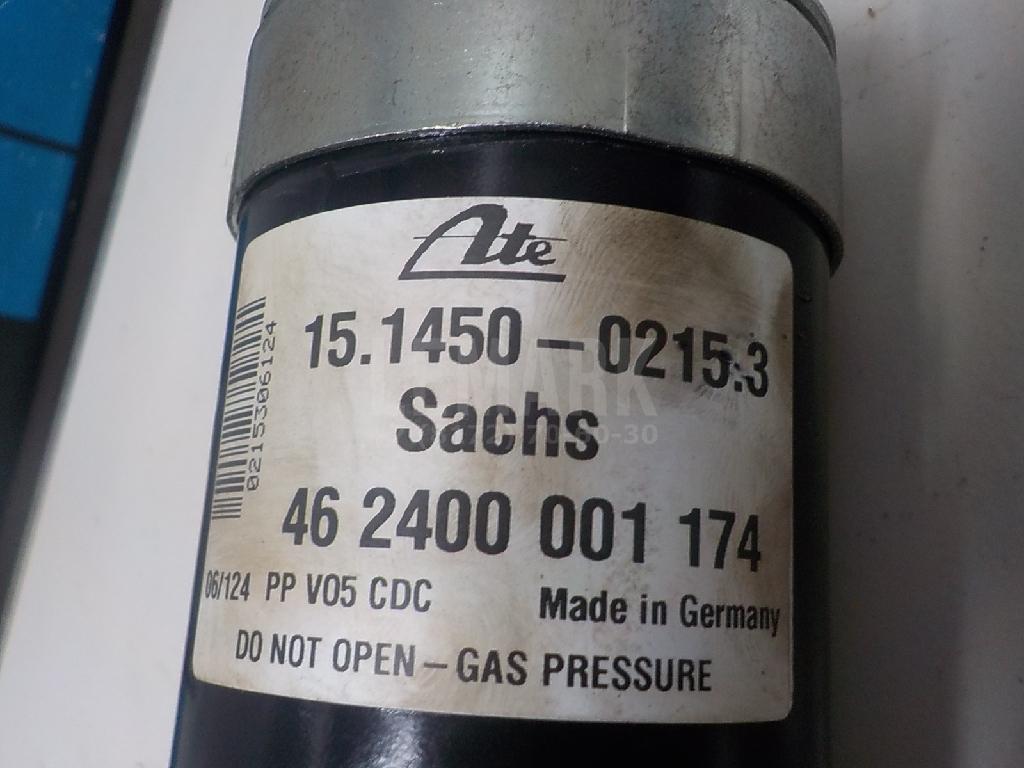 Ate
15.1450-0215.3
Sachs
46 2400 001 174
06/124 PP V05 CDC
Made in Germany
DO NOT OPEN - GAS PRESSURE
0215306124